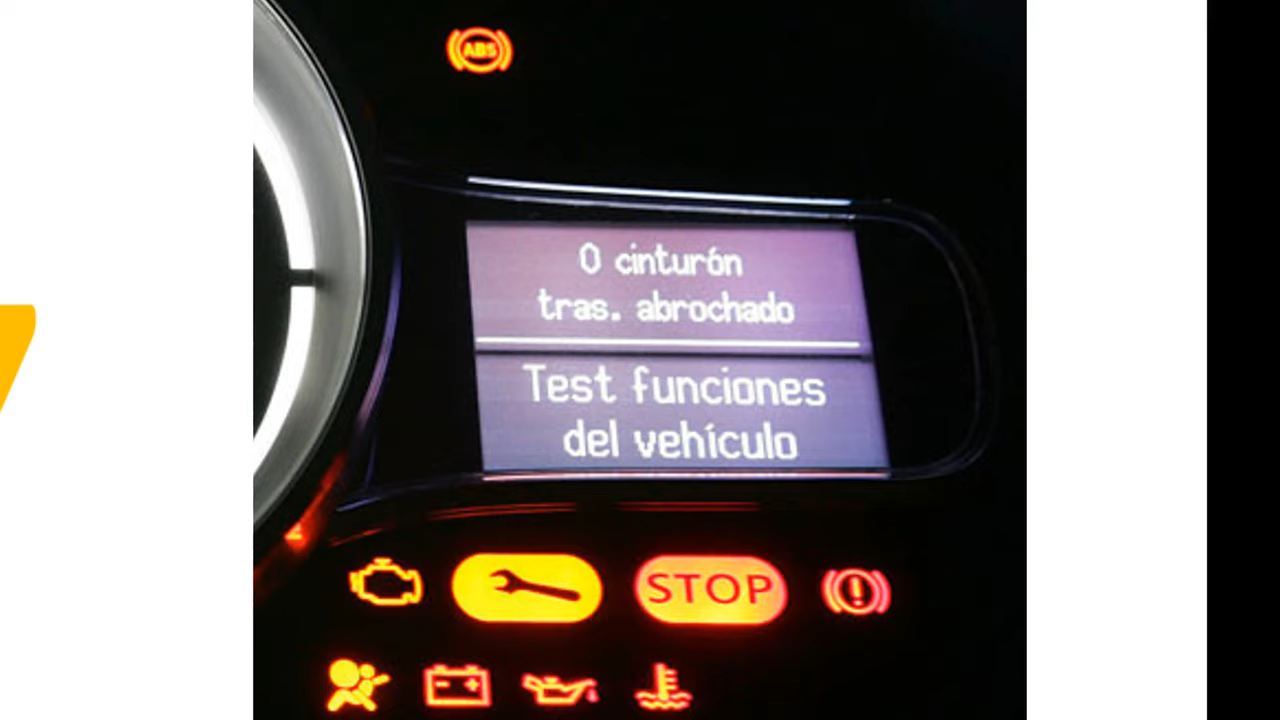 ABS
0 cinturón
tras. abrochado
Test funciones
del vehículo
STOP